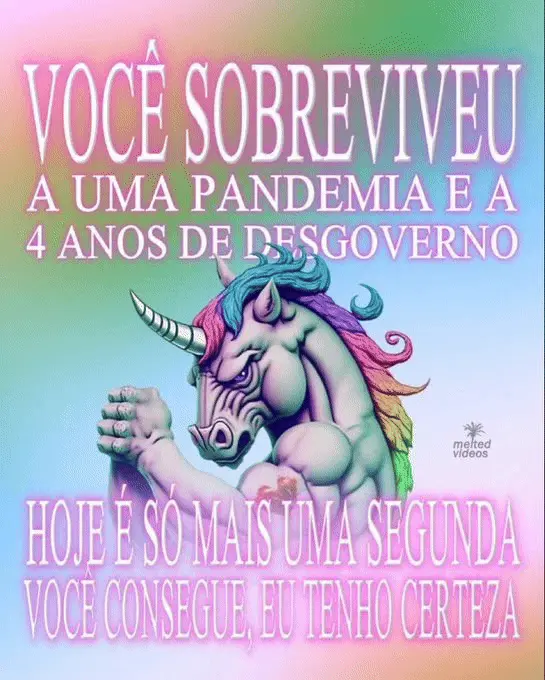 VOCÊ SOBREVIVEU
A UMA PANDEMIA E A
4 ANOS DE DESGOVERNO
melted
videos
HOJE É SÓ MAIS UMA SEGUNDA
VOCÊ CONSEGUE, EU TENHO CERTEZA